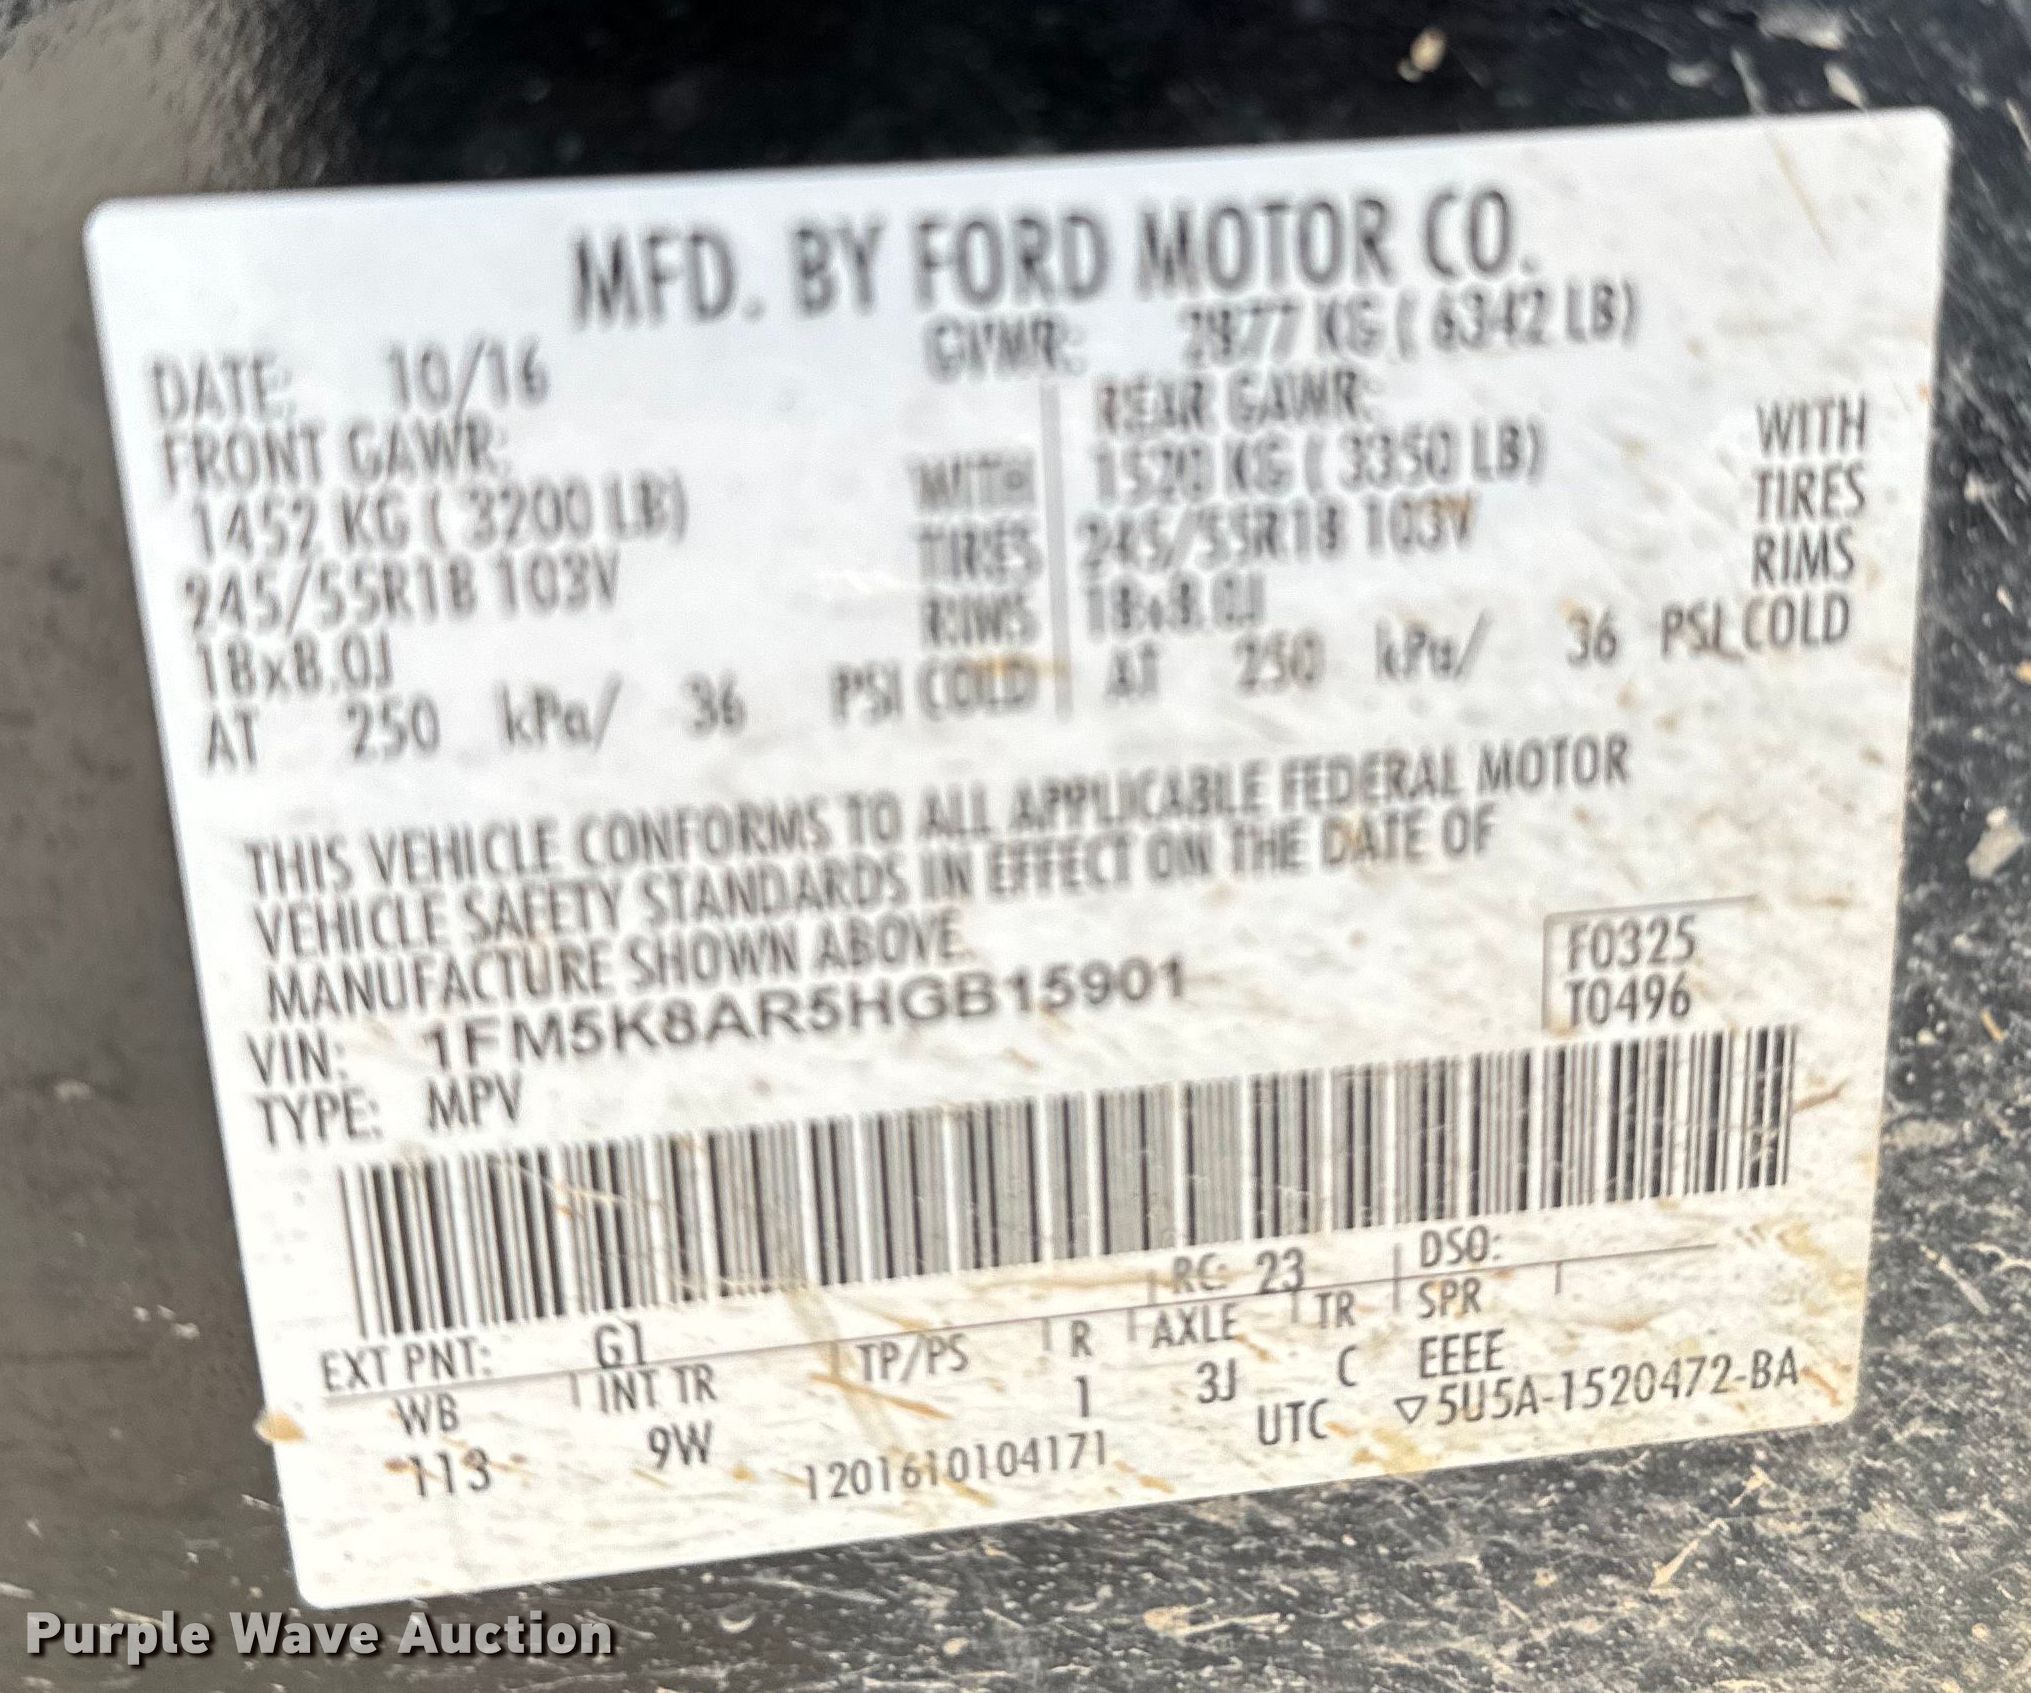 MFD. BY FORD MOTOR CO.
DATE: 10/16 GVWR: 2877 KG ( 6342 LB)
FRONT GAWR: REAR GAWR:
1452 KG ( 3200 LB) WITH 1520 KG ( 3350 LB) WITH
245/55R18 103V TIRES 245/55R18 103V TIRES
18x8.0J RIMS 18x8.0J RIMS
AT 250 kPa/ 36 PSI COLD AT 250 kPa/ 36 PSI COLD
THIS VEHICLE CONFORMS TO ALL APPLICABLE FEDERAL MOTOR
VEHICLE SAFETY STANDARDS IN EFFECT ON THE DATE OF
MANUFACTURE SHOWN ABOVE.
VIN: 1FM5K8AR5HGB15901
TYPE: MPV
F0325
T0496
EXT PNT: G1 RC: 23 DSO:
WB INT TR TP/PS R AXLE TR SPR
113 9W 1 3J C EEEE
1201610104171 UTC ▽5U5A-1520472-BA
Purple Wave Auction